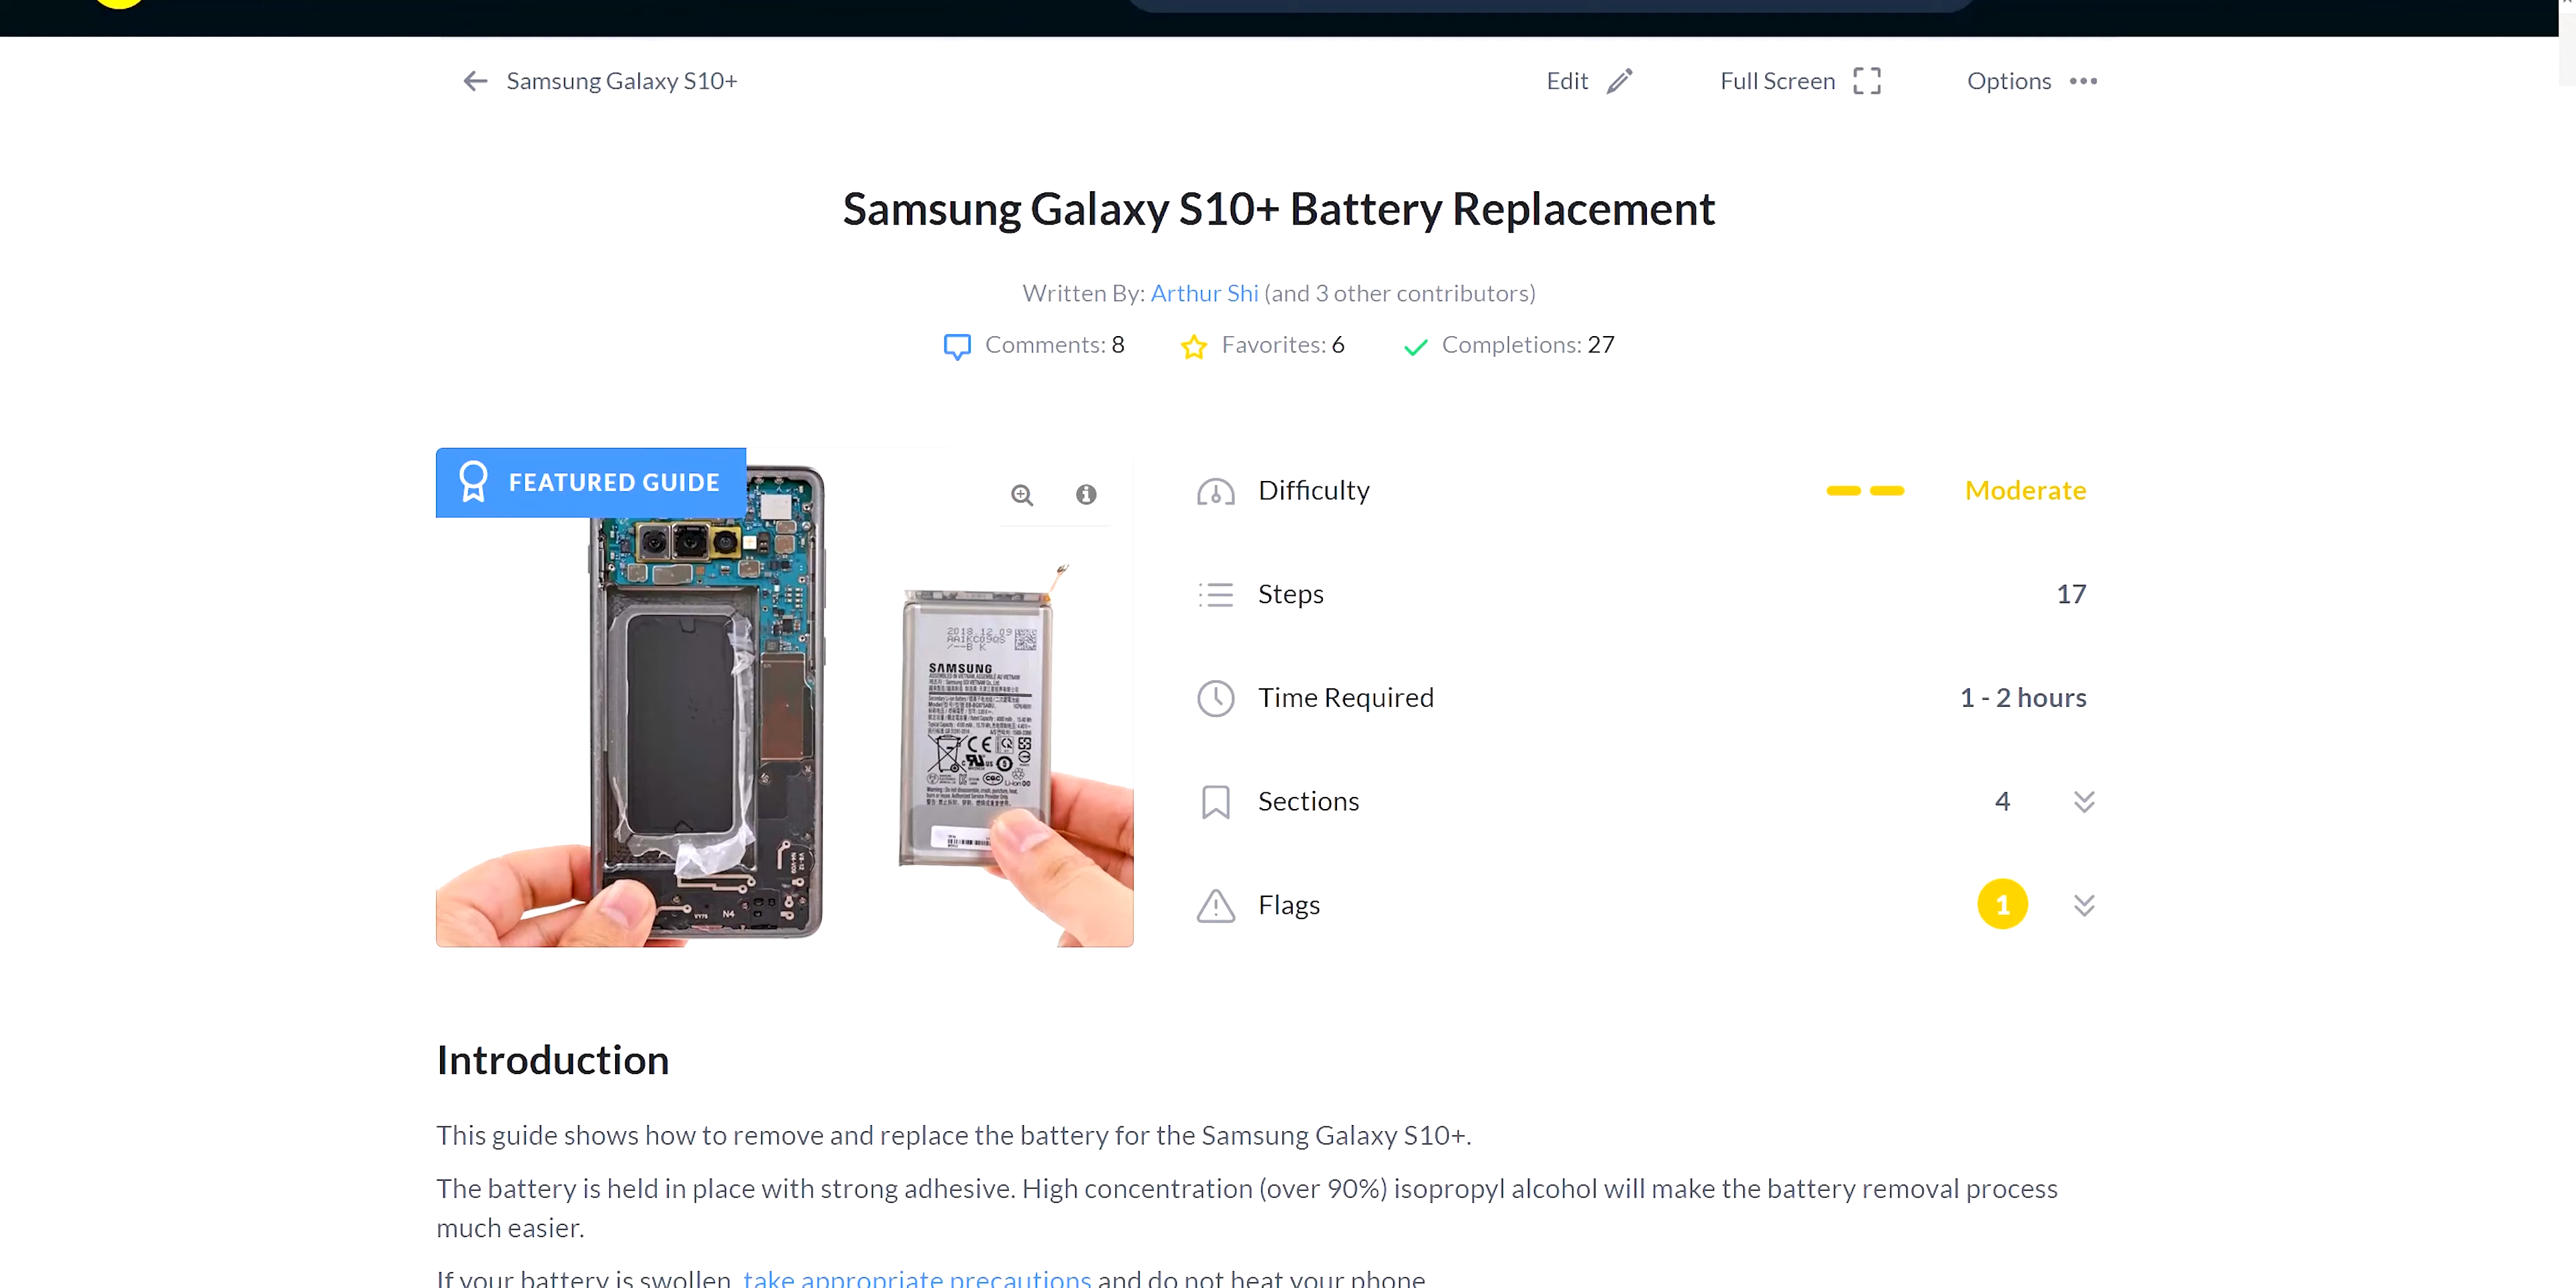 Samsung Galaxy S10+
Edit
Full Screen
Options
Samsung Galaxy S10+ Battery Replacement
Written By: Arthur Shi (and 3 other contributors)
Comments: 8
Favorites: 6
Completions: 27
FEATURED GUIDE
2018.12.09
SAMSUNG
N4
Difficulty
Moderate
Steps
17
Time Required
1 - 2 hours
Sections
4
Flags
1
Introduction
This guide shows how to remove and replace the battery for the Samsung Galaxy S10+.
The battery is held in place with strong adhesive. High concentration (over 90%) isopropyl alcohol will make the battery removal process
much easier.
If your battery is swollen, take appropriate precautions and do not heat your phone.